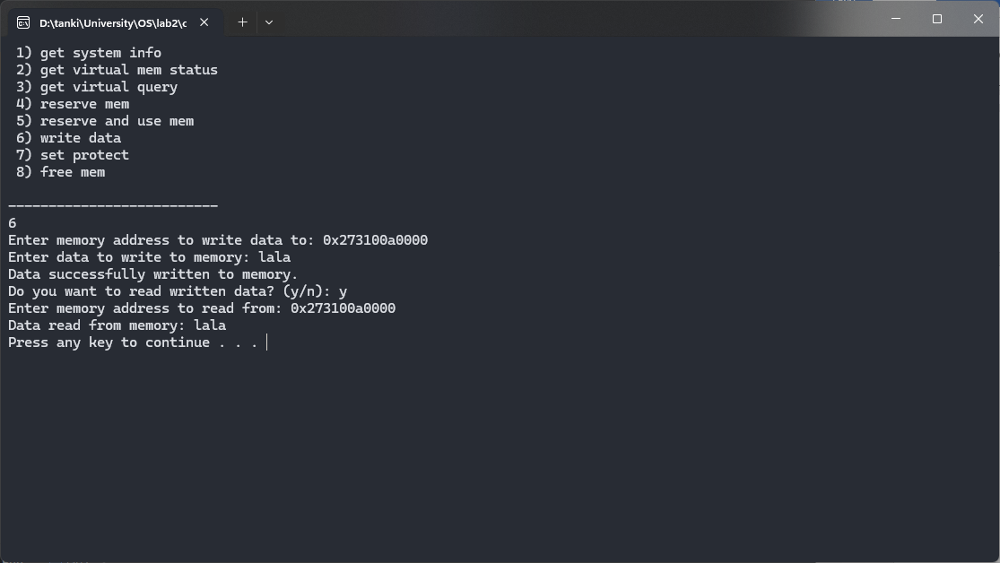 D:\tanki\University\OS\lab2\c
1) get system info
2) get virtual mem status
3) get virtual query
4) reserve mem
5) reserve and use mem
6) write data
7) set protect
8) free mem
--------------------------
6
Enter memory address to write data to: 0x273100a0000
Enter data to write to memory: lala
Data successfully written to memory.
Do you want to read written data? (y/n): y
Enter memory address to read from: 0x273100a0000
Data read from memory: lala
Press any key to continue . . .